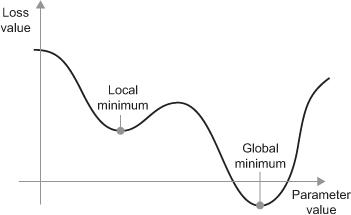 Loss
value
Local
minimum
Global
minimum
Parameter
value